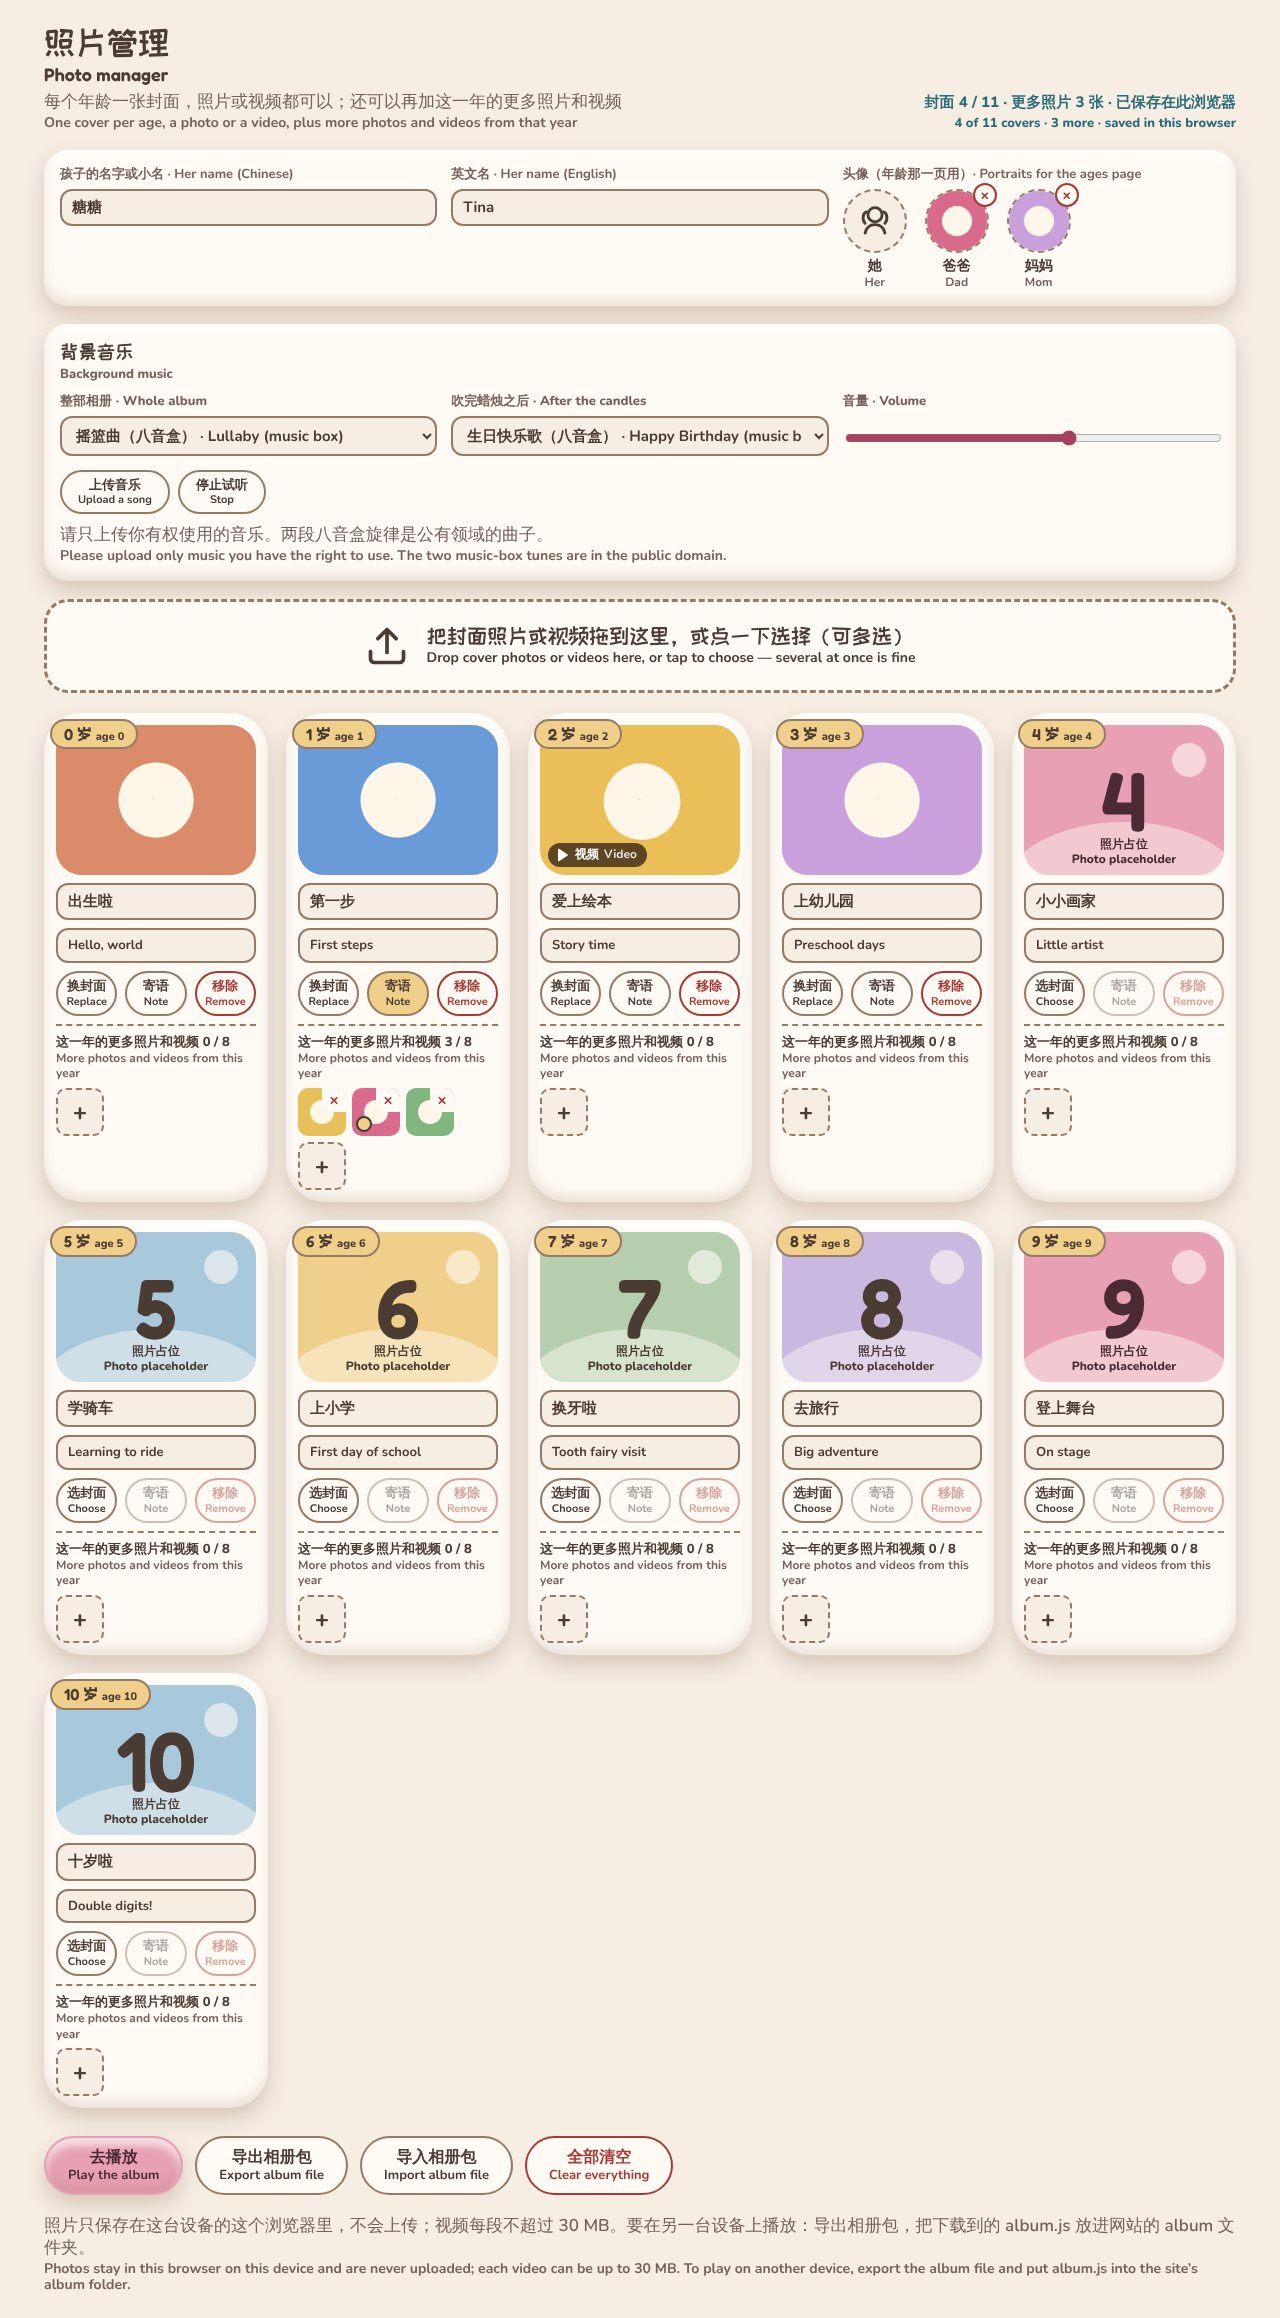 照片管理
Photo manager
每个年龄一张封面，照片或视频都可以；还可以再加这一年的更多照片和视频
One cover per age, a photo or a video, plus more photos and videos from that year
封面 4 / 11 · 更多照片 3 张 · 已保存在此浏览器
4 of 11 covers · 3 more · saved in this browser
孩子的名字或小名 · Her name (Chinese)
糖糖
英文名 · Her name (English)
Tina
头像（年龄那一页用）· Portraits for the ages page
× ×
她 爸爸 妈妈
Her Dad Mom
背景音乐
Background music
整部相册 · Whole album
摇篮曲（八音盒） · Lullaby (music box)
吹完蜡烛之后 · After the candles
生日快乐歌（八音盒） · Happy Birthday (music b
音量 · Volume
上传音乐
Upload a song
停止试听
Stop
请只上传你有权使用的音乐。两段八音盒旋律是公有领域的曲子。
Please upload only music you have the right to use. The two music-box tunes are in the public domain.
把封面照片或视频拖到这里，或点一下选择（可多选）
Drop cover photos or videos here, or tap to choose — several at once is fine
0 岁 age 0
出生啦
Hello, world
换封面 寄语 移除
Replace Note Remove
这一年的更多照片和视频 0 / 8
More photos and videos from this
year
+
1 岁 age 1
第一步
First steps
换封面 寄语 移除
Replace Note Remove
这一年的更多照片和视频 3 / 8
More photos and videos from this
year
× × ×
+
2 岁 age 2
视频 Video
爱上绘本
Story time
换封面 寄语 移除
Replace Note Remove
这一年的更多照片和视频 0 / 8
More photos and videos from this
year
+
3 岁 age 3
上幼儿园
Preschool days
换封面 寄语 移除
Replace Note Remove
这一年的更多照片和视频 0 / 8
More photos and videos from this
year
+
4 岁 age 4
4
照片占位
Photo placeholder
小小画家
Little artist
选封面 寄语 移除
Choose Note Remove
这一年的更多照片和视频 0 / 8
More photos and videos from this
year
+
5 岁 age 5
5
照片占位
Photo placeholder
学骑车
Learning to ride
选封面 寄语 移除
Choose Note Remove
这一年的更多照片和视频 0 / 8
More photos and videos from this
year
+
6 岁 age 6
6
照片占位
Photo placeholder
上小学
First day of school
选封面 寄语 移除
Choose Note Remove
这一年的更多照片和视频 0 / 8
More photos and videos from this
year
+
7 岁 age 7
7
照片占位
Photo placeholder
换牙啦
Tooth fairy visit
选封面 寄语 移除
Choose Note Remove
这一年的更多照片和视频 0 / 8
More photos and videos from this
year
+
8 岁 age 8
8
照片占位
Photo placeholder
去旅行
Big adventure
选封面 寄语 移除
Choose Note Remove
这一年的更多照片和视频 0 / 8
More photos and videos from this
year
+
9 岁 age 9
9
照片占位
Photo placeholder
登上舞台
On stage
选封面 寄语 移除
Choose Note Remove
这一年的更多照片和视频 0 / 8
More photos and videos from this
year
+
10 岁 age 10
10
照片占位
Photo placeholder
十岁啦
Double digits!
选封面 寄语 移除
Choose Note Remove
这一年的更多照片和视频 0 / 8
More photos and videos from this
year
+
去播放
Play the album
导出相册包
Export album file
导入相册包
Import album file
全部清空
Clear everything
照片只保存在这台设备的这个浏览器里，不会上传；视频每段不超过 30 MB。要在另一台设备上播放：导出相册包，把下载到的 album.js 放进网站的 album 文
件夹。
Photos stay in this browser on this device and are never uploaded; each video can be up to 30 MB. To play on another device, export the album file and put album.js into the site's
album folder.